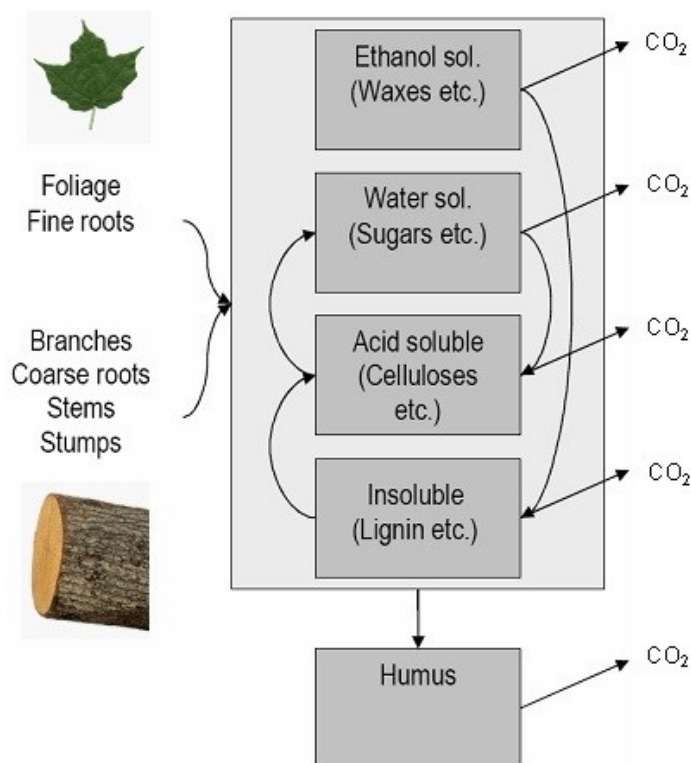 Foliage
Fine roots
Branches
Coarse roots
Stems
Stumps
Ethanol sol.
(Waxes etc.)
CO₂
Water sol.
(Sugars etc.)
CO₂
Acid soluble
(Celluloses
etc.)
CO₂
Insoluble
(Lignin etc.)
CO₂
Humus
CO₂